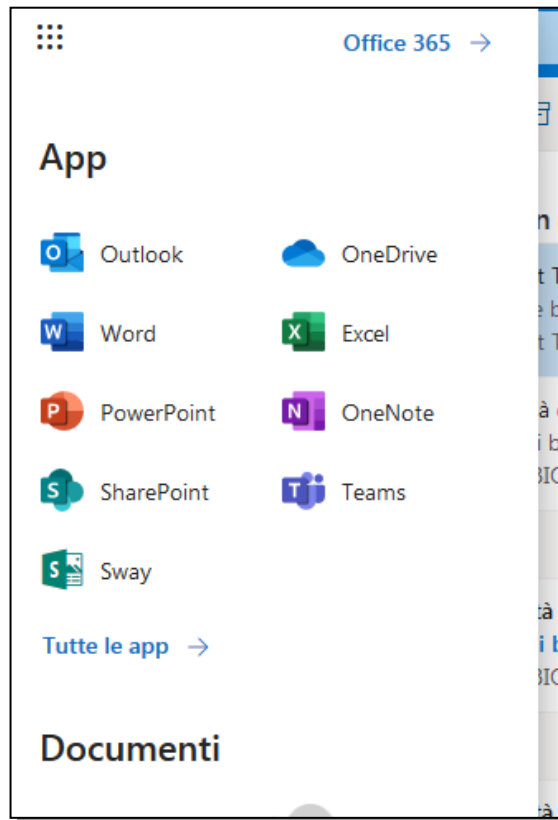 Office 365
App
Outlook
OneDrive
Word
Excel
PowerPoint
OneNote
SharePoint
Teams
Sway
Tutte le app
Documenti